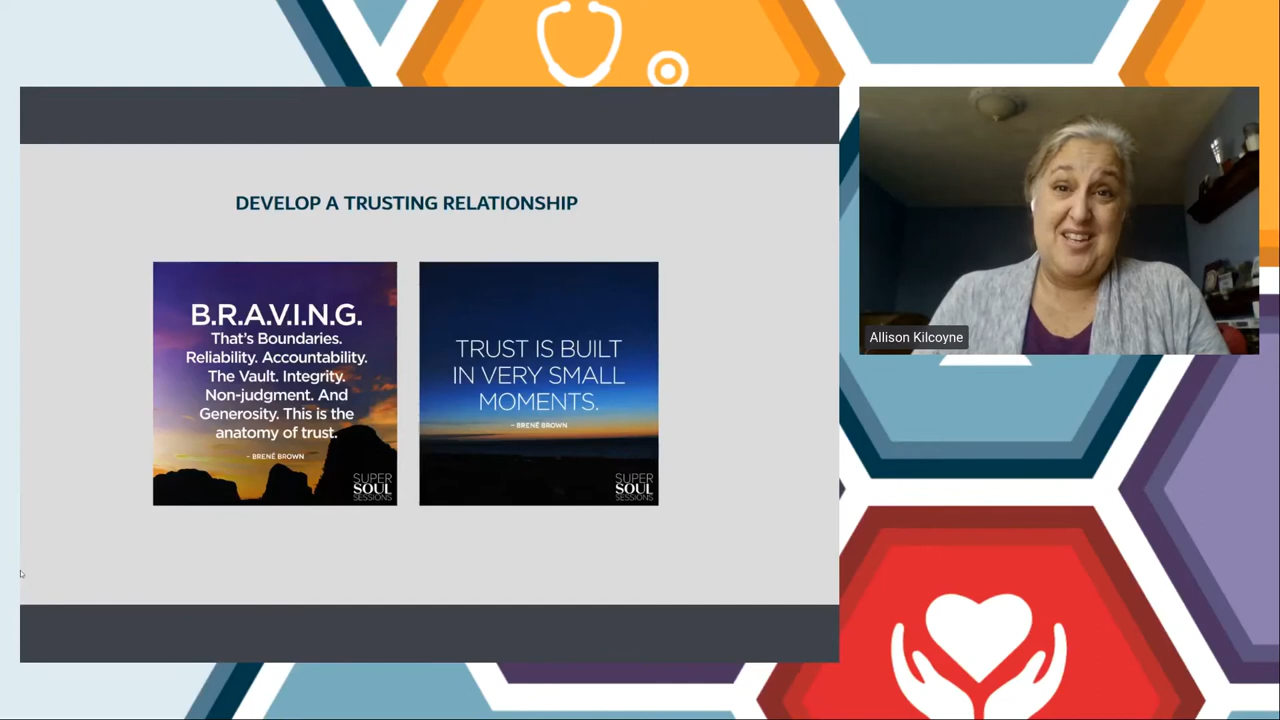 DEVELOP A TRUSTING RELATIONSHIP
B.R.A.V.I.N.G.
That's Boundaries.
Reliability. Accountability.
The Vault. Integrity.
Non-judgment. And
Generosity. This is the
anatomy of trust.
– BRENÉ BROWN
SUPER
SOUL
SESSIONS
TRUST IS BUILT
IN VERY SMALL
MOMENTS.
– BRENÉ BROWN
SUPER
SOUL
SESSIONS
Allison Kilcoyne